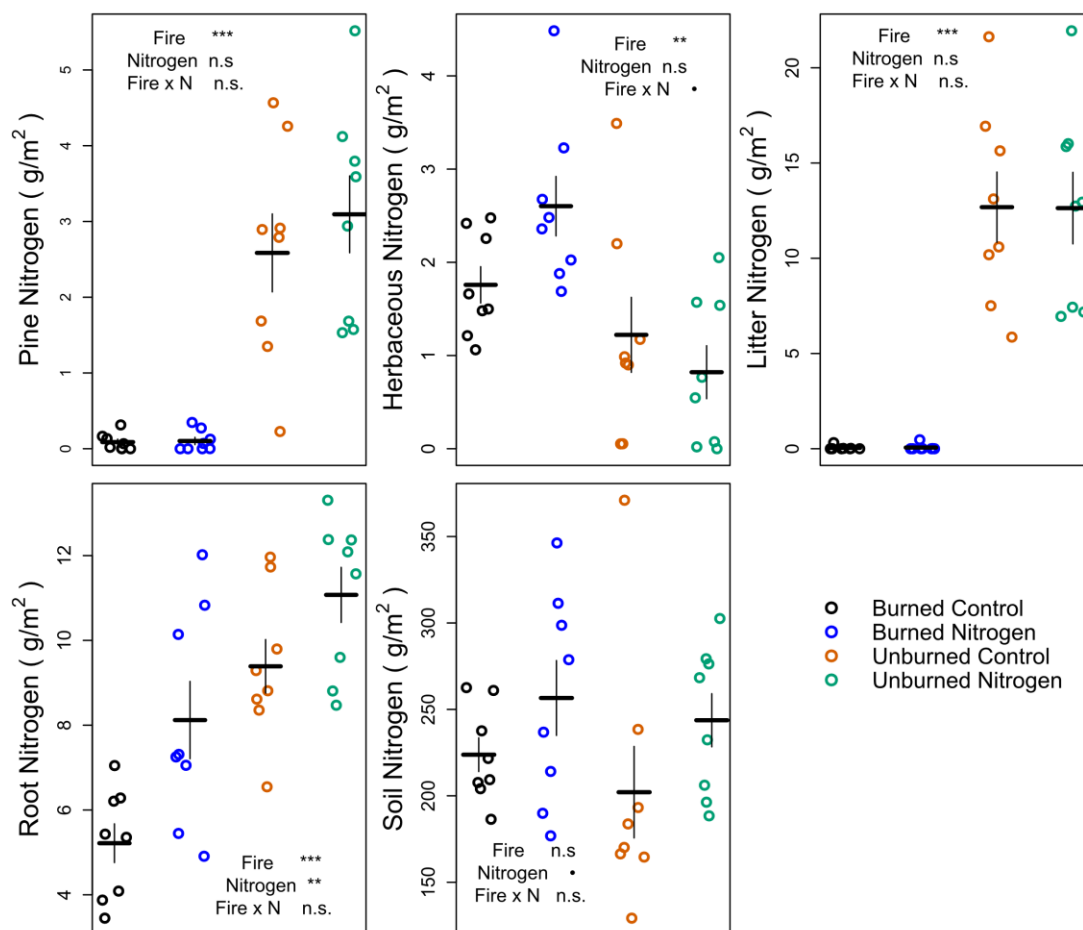 Pine Nitrogen ( g/m²)
0
1
2
3
4
5
Fire ***
Nitrogen n.s
Fire x N n.s.
Herbaceous Nitrogen ( g/m²)
0
1
2
3
4
Fire **
Nitrogen n.s
Fire x N •
Litter Nitrogen ( g/m²)
0
5
10
15
20
Fire ***
Nitrogen n.s
Fire x N n.s.
Root Nitrogen ( g/m²)
4
6
8
10
12
Fire ***
Nitrogen **
Fire x N n.s.
Soil Nitrogen ( g/m²)
150
200
250
300
350
Fire n.s
Nitrogen •
Fire x N n.s.
Burned Control
Burned Nitrogen
Unburned Control
Unburned Nitrogen